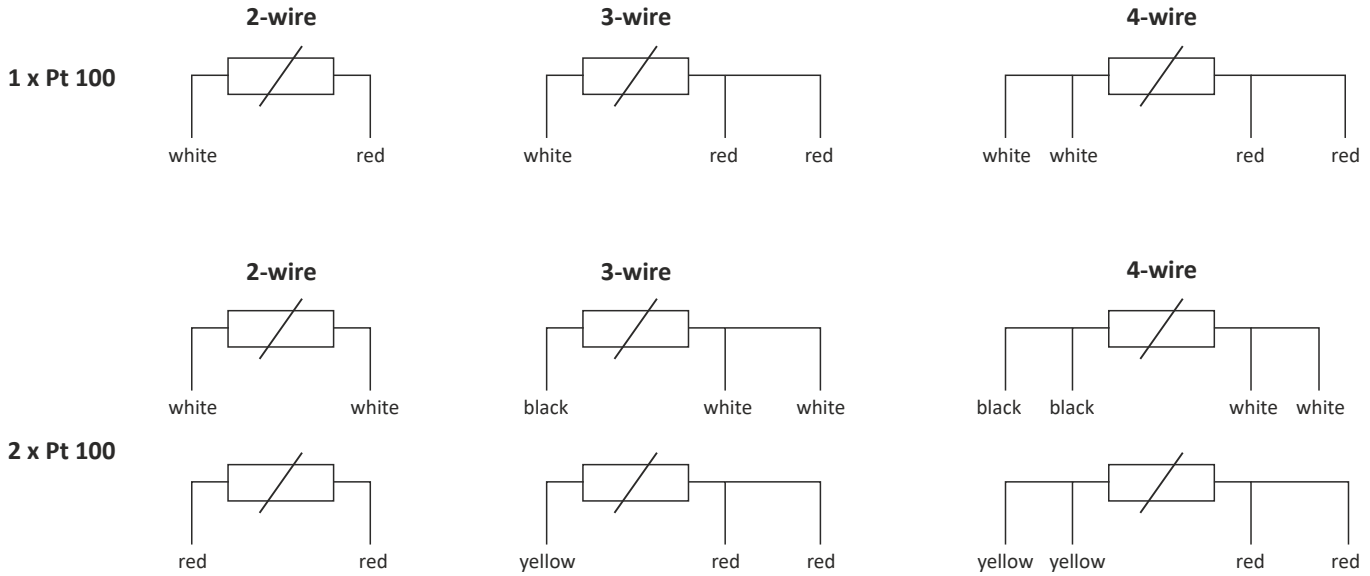 2-wire 3-wire 4-wire
1 x Pt 100
white red white red red white white red red
2-wire 3-wire 4-wire
white white black white white black black white white
2 x Pt 100
red red yellow red red yellow yellow red red